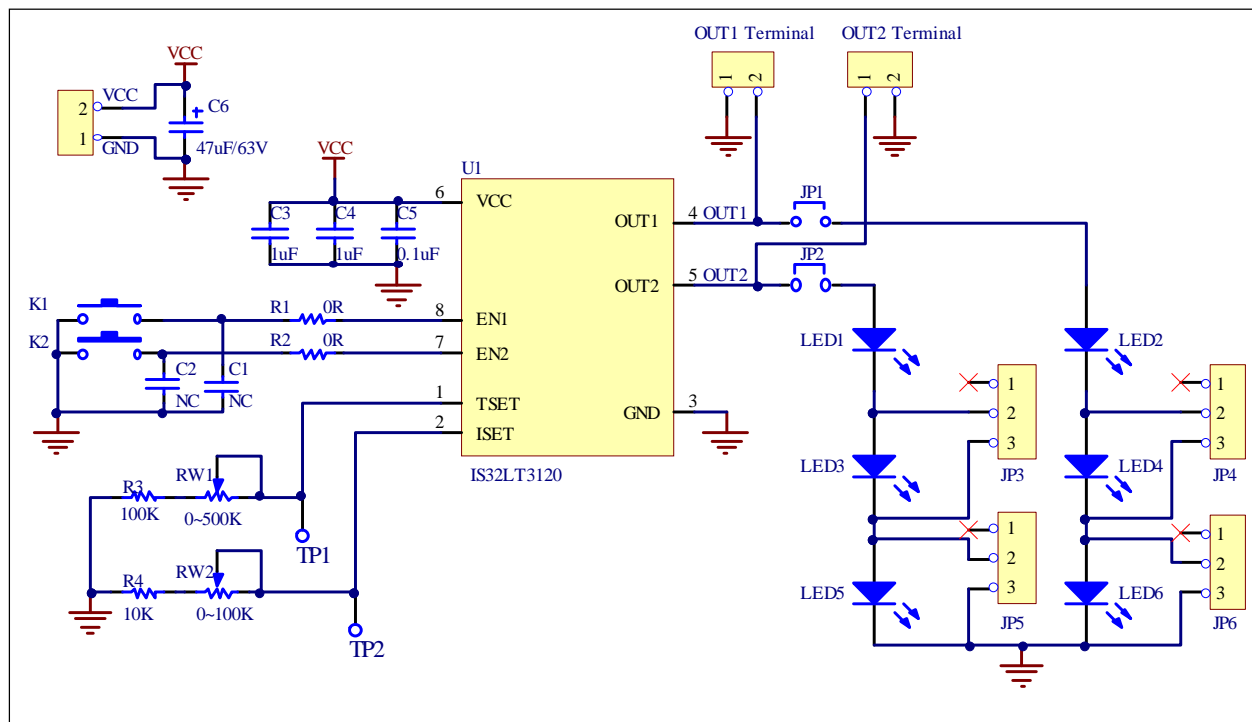 OUT1 Terminal
OUT2 Terminal
1 2
1 2
VCC
2 VCC
1 GND
C6
47uF/63V
VCC
U1
6 VCC
C3 C4 C5
1uF 1uF 0.1uF
OUT1 4 OUT1
JP1
OUT2 5 OUT2
JP2
K1
R1 0R
8 EN1
K2
R2 0R
7 EN2
C2 C1
NC NC
1 TSET
2 ISET
GND 3
IS32LT3120
LED1
LED2
1
2
3
JP3
1
2
3
JP4
LED3
LED4
R3
100K
RW1
0~500K
TP1
R4
10K
RW2
0~100K
TP2
1
2
3
JP5
1
2
3
JP6
LED5
LED6